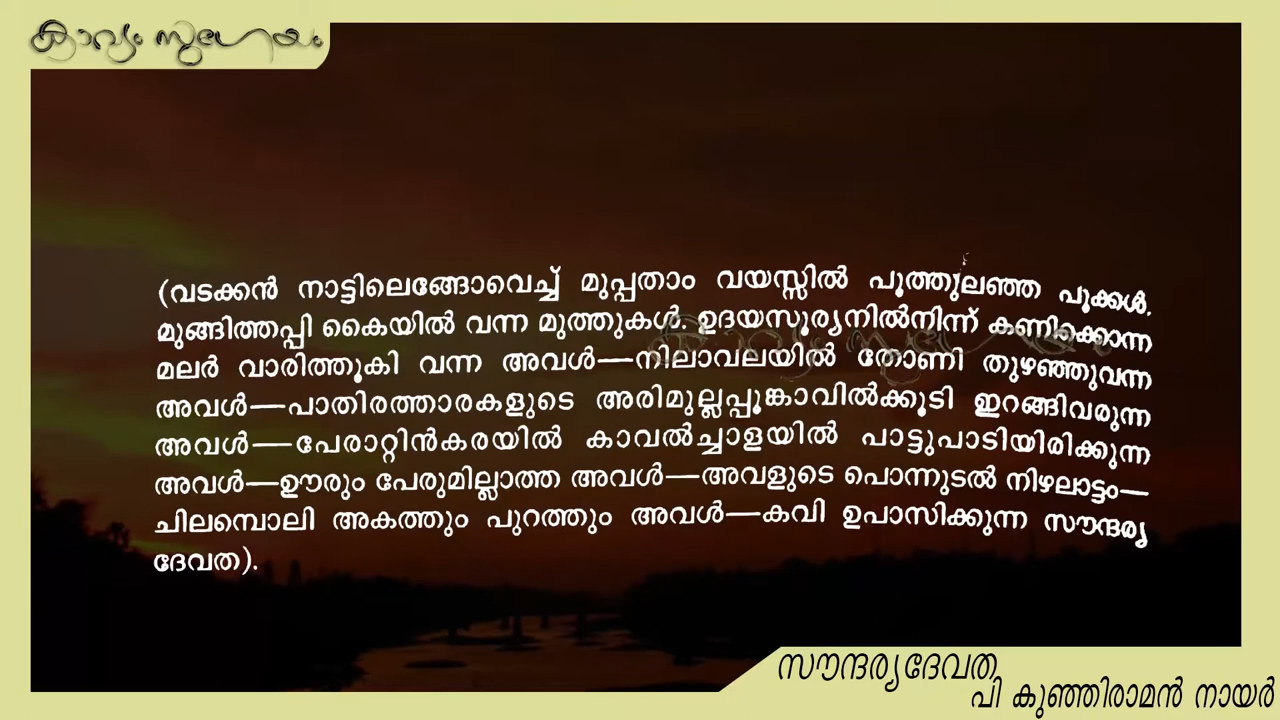 കാവ്യം സുഗേയം
(വടക്കൻ നാട്ടിലെങ്ങോവെച്ച് മുപ്പതാം വയസ്സിൽ പൂത്തുലഞ്ഞ പൂക്കൾ.
മുങ്ങിത്തപ്പി കൈയിൽ വന്ന മുത്തുകൾ. ഉദയസൂര്യനിൽനിന്ന് കണിക്കൊന്ന
മലർ വാരിത്തൂകി വന്ന അവൾ—നിലാവലയിൽ തോണി തുഴഞ്ഞുവന്ന
അവൾ—പാതിരത്താരകളുടെ അരിമുല്ലപ്പൂങ്കാവിൽക്കൂടി ഇറങ്ങിവരുന്ന
അവൾ—പേരാറ്റിൻകരയിൽ കാവൽച്ചാളയിൽ പാട്ടുപാടിയിരിക്കുന്ന
അവൾ—ഊരും പേരുമില്ലാത്ത അവൾ—അവളുടെ പൊന്നുടൽ നിഴലാട്ടം—
ചിലമ്പൊലി അകത്തും പുറത്തും അവൾ—കവി ഉപാസിക്കുന്ന സൗന്ദര്യ
ദേവത).
സൗന്ദര്യദേവത
പി കുഞ്ഞിരാമൻ നായർ